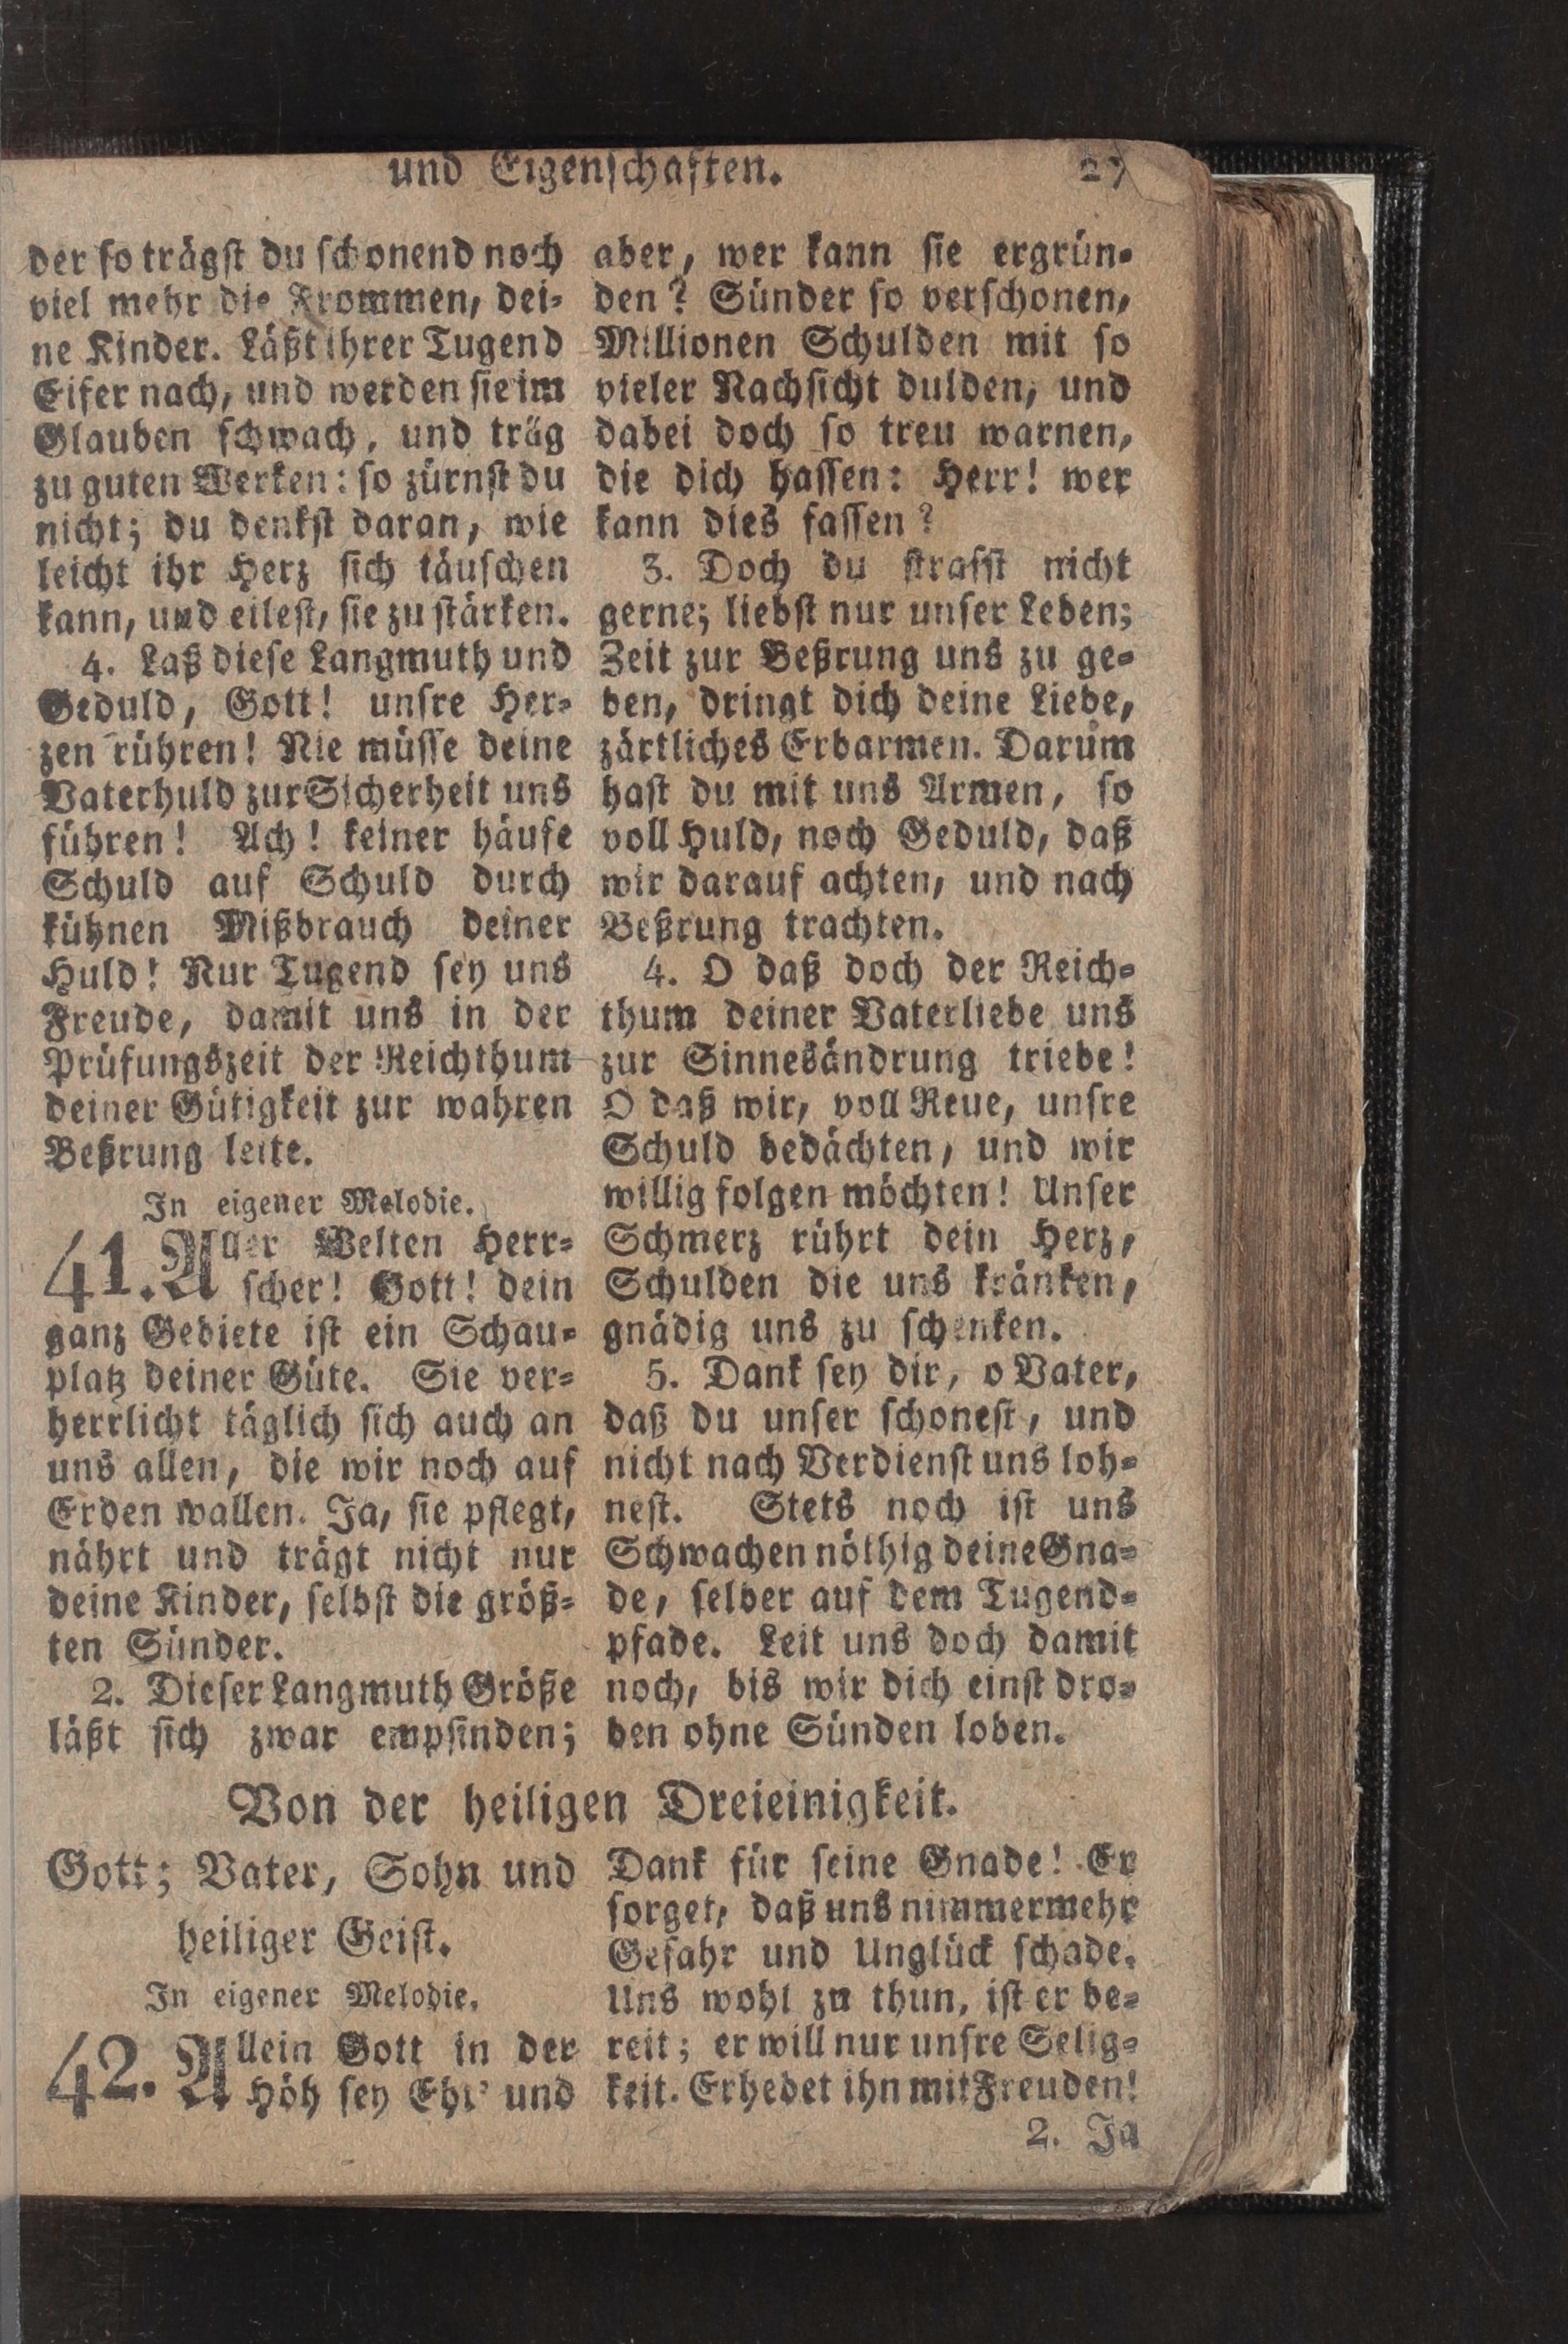 und Eigenschaften. 27
der so trägst du schonend noch
viel mehr die Frommen, dei-
ne Kinder. Läßt ihrer Tugend
Eifer nach, und werden sie im
Glauben schwach, und träg
zu guten Werken: so zürnst du
nicht; du denkst daran, wie
leicht ihr Herz sich täuschen
kann, und eilest, sie zu stärken.
4. Laß diese Langmuth und
Geduld, Gott! unsre Her-
zen rühren! Nie müsse deine
Vaterhuld zur Sicherheit uns
führen! Ach! keiner häufe
Schuld auf Schuld durch
kühnen Mißbrauch deiner
Huld! Nur Tugend sey uns
Freude, damit uns in der
Prüfungszeit der Reichthum
deiner Gütigkeit zur wahren
Beßrung leite.
In eigener Melodie.
41. Aller Welten Herr-
scher! Gott! dein
ganz Gebiete ist ein Schau-
platz deiner Güte. Sie ver-
herrlicht täglich sich auch an
uns allen, die wir noch auf
Erden wallen. Ja, sie pflegt,
nährt und trägt nicht nur
deine Kinder, selbst die größ-
ten Sünder.
2. Dieser Langmuth Größe
läßt sich zwar empfinden;
aber, wer kann sie ergrün-
den? Sünder so verschonen,
Millionen Schulden mit so
vieler Nachsicht dulden, und
dabei doch so treu warnen,
die dich hassen: Herr! wer
kann dies fassen?
3. Doch du strafst nicht
gerne; liebst nur unser Leben;
Zeit zur Beßrung uns zu ge-
ben, dringt dich deine Liebe,
zärtliches Erbarmen. Darum
hast du mit uns Armen, so
voll Huld, noch Geduld, daß
wir darauf achten, und nach
Beßrung trachten.
4. O daß doch der Reich-
thum deiner Vaterliebe uns
zur Sinnesändrung triebe!
O daß wir, voll Reue, unsre
Schuld bedächten, und wir
willig folgen möchten! Unser
Schmerz rührt dein Herz,
Schulden die uns kränken,
gnädig uns zu schenken.
5. Dank sey dir, o Vater,
daß du unser schonest, und
nicht nach Verdienst uns loh-
nest. Stets noch ist uns
Schwachen nöthig deine Gna-
de, selber auf dem Tugend-
pfade. Leit uns doch damit
noch, bis wir dich einst dro-
ben ohne Sünden loben.
Von der heiligen Dreieinigkeit.
Gott; Vater, Sohn und
heiliger Geist.
In eigener Melodie.
42. Allein Gott in der
Höh sey Ehr' und
Dank für seine Gnade! Er
sorget, daß uns nimmermehr
Gefahr und Unglück schade.
Uns wohl zu thun, ist er be-
reit; er will nur unsre Selig-
keit. Erhebet ihn mit Freuden!
2. Ja